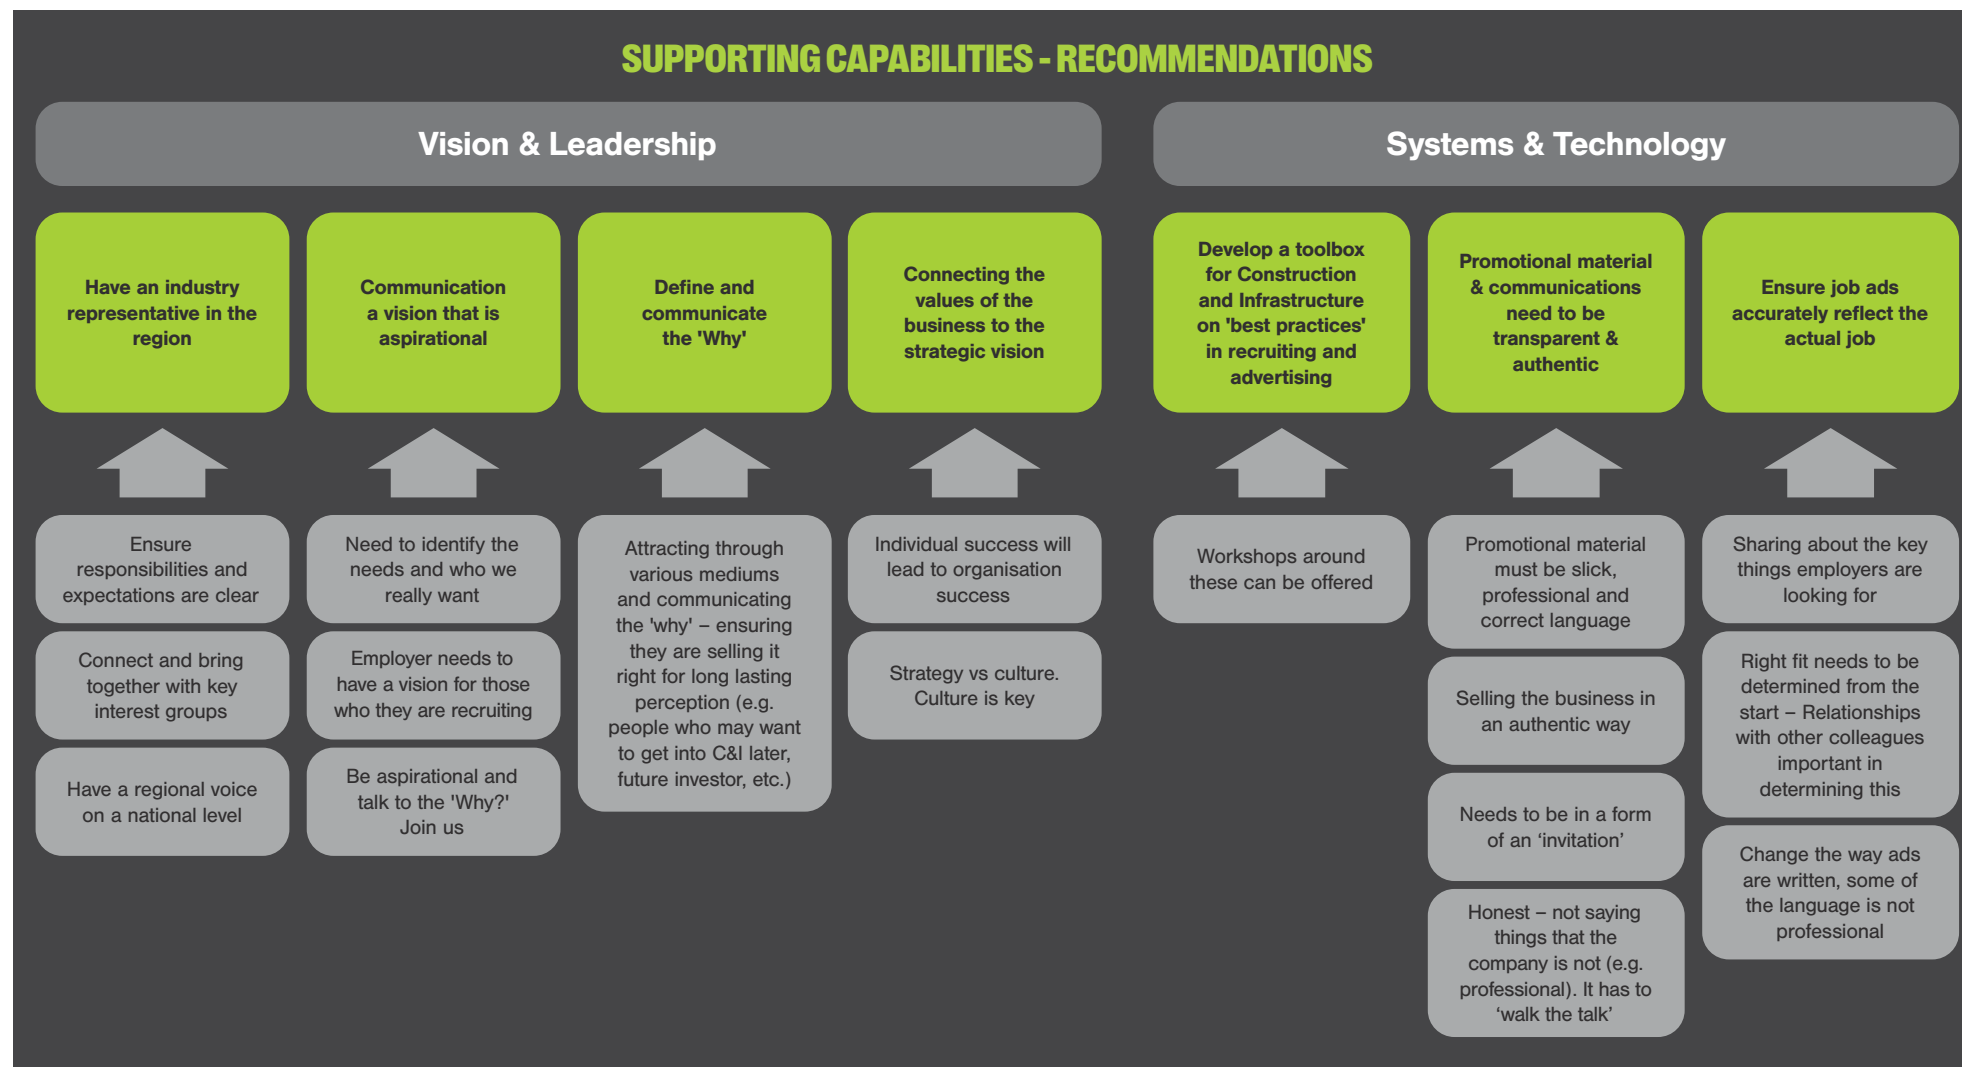 SUPPORTING CAPABILITIES - RECOMMENDATIONS
Vision & Leadership
Have an industry
representative in the
region
Ensure
responsibilities and
expectations are clear
Connect and bring
together with key
interest groups
Have a regional voice
on a national level
Communication
a vision that is
aspirational
Need to identify the
needs and who we
really want
Employer needs to
have a vision for those
who they are recruiting
Be aspirational and
talk to the 'Why?'
Join us
Define and
communicate
the 'Why'
Attracting through
various mediums
and communicating
the 'why' – ensuring
they are selling it
right for long lasting
perception (e.g.
people who may want
to get into C&I later,
future investor, etc.)
Connecting the
values of the
business to the
strategic vision
Individual success will
lead to organisation
success
Strategy vs culture.
Culture is key
Systems & Technology
Develop a toolbox
for Construction
and Infrastructure
on 'best practices'
in recruiting and
advertising
Workshops around
these can be offered
Promotional material
& communications
need to be
transparent &
authentic
Promotional material
must be slick,
professional and
correct language
Selling the business in
an authentic way
Needs to be in a form
of an ‘invitation’
Honest – not saying
things that the
company is not (e.g.
professional). It has to
‘walk the talk’
Ensure job ads
accurately reflect the
actual job
Sharing about the key
things employers are
looking for
Right fit needs to be
determined from the
start – Relationships
with other colleagues
important in
determining this
Change the way ads
are written, some of
the language is not
professional